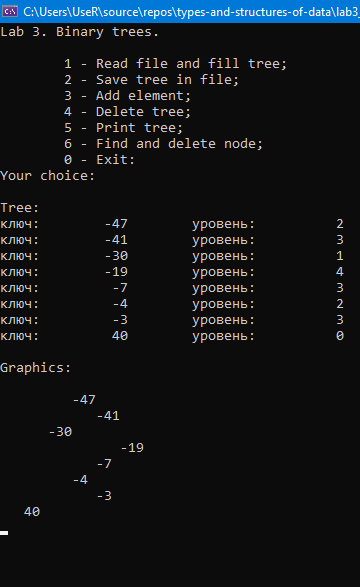 C:\Users\UseR\source\repos\types-and-structures-of-data\lab3
Lab 3. Binary trees.
1 - Read file and fill tree;
2 - Save tree in file;
3 - Add element;
4 - Delete tree;
5 - Print tree;
6 - Find and delete node;
0 - Exit:
Your choice:
Tree:
ключ: -47 уровень: 2
ключ: -41 уровень: 3
ключ: -30 уровень: 1
ключ: -19 уровень: 4
ключ: -7 уровень: 3
ключ: -4 уровень: 2
ключ: -3 уровень: 3
ключ: 40 уровень: 0
Graphics:
-47
-41
-30
-19
-7
-4
-3
40